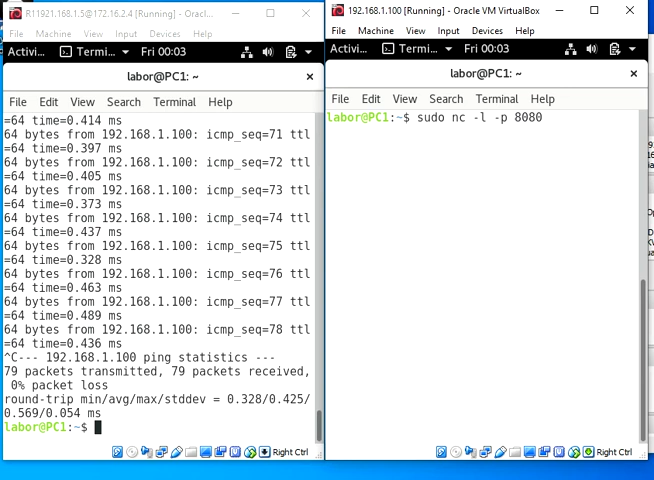 R11921.168.1.5@172.16.2.4 [Running] - Oracl...
File Machine View Input Devices Help
Activi... Termi... Fri 00:03
labor@PC1: ~
File Edit View Search Terminal Help
=64 time=0.414 ms
64 bytes from 192.168.1.100: icmp_seq=71 ttl
=64 time=0.397 ms
64 bytes from 192.168.1.100: icmp_seq=72 ttl
=64 time=0.405 ms
64 bytes from 192.168.1.100: icmp_seq=73 ttl
=64 time=0.373 ms
64 bytes from 192.168.1.100: icmp_seq=74 ttl
=64 time=0.437 ms
64 bytes from 192.168.1.100: icmp_seq=75 ttl
=64 time=0.328 ms
64 bytes from 192.168.1.100: icmp_seq=76 ttl
=64 time=0.463 ms
64 bytes from 192.168.1.100: icmp_seq=77 ttl
=64 time=0.489 ms
64 bytes from 192.168.1.100: icmp_seq=78 ttl
=64 time=0.436 ms
^C--- 192.168.1.100 ping statistics ---
79 packets transmitted, 79 packets received,
0% packet loss
round-trip min/avg/max/stddev = 0.328/0.425/
0.569/0.054 ms
labor@PC1:~$
Right Ctrl
192.168.1.100 [Running] - Oracle VM VirtualBox
File Machine View Input Devices Help
Activi... Termi... Fri 00:03
labor@PC1: ~
File Edit View Search Terminal Help
labor@PC1:~$ sudo nc -l -p 8080
Right Ctrl